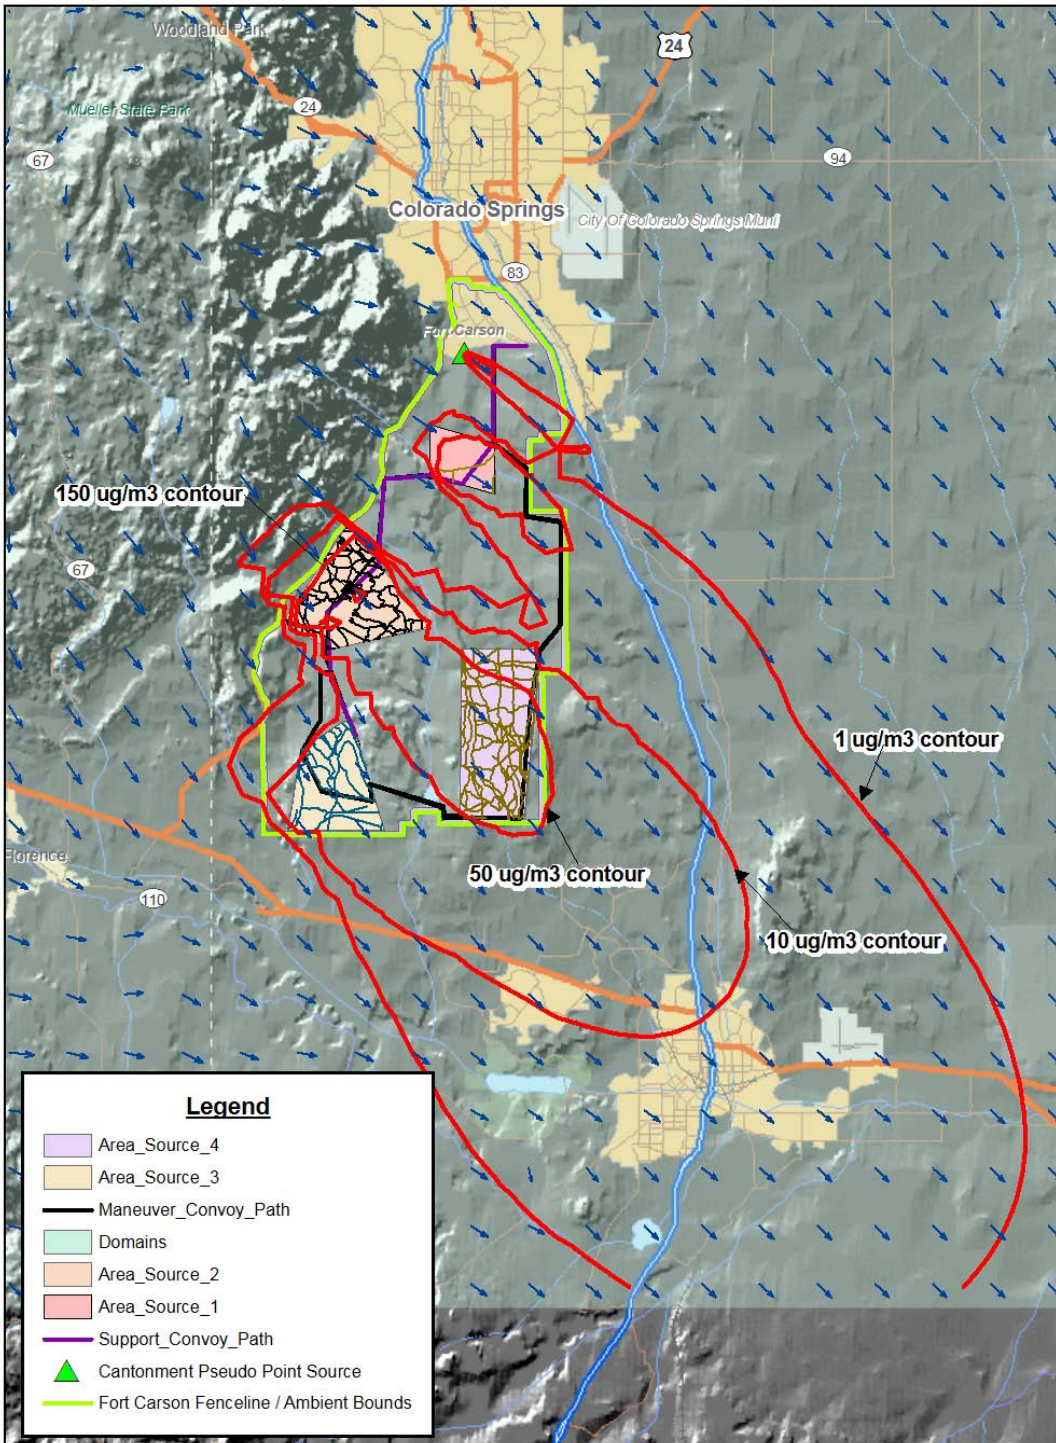 Woodland Park
24
24
Mueller State Park
67
94
Colorado Springs
City Of Colorado Springs Muni
83
Fort Carson
150 ug/m3 contour
67
1 ug/m3 contour
Florence
50 ug/m3 contour
110
10 ug/m3 contour
Legend
Area_Source_4
Area_Source_3
Maneuver_Convoy_Path
Domains
Area_Source_2
Area_Source_1
Support_Convoy_Path
Cantonment Pseudo Point Source
Fort Carson Fenceline / Ambient Bounds